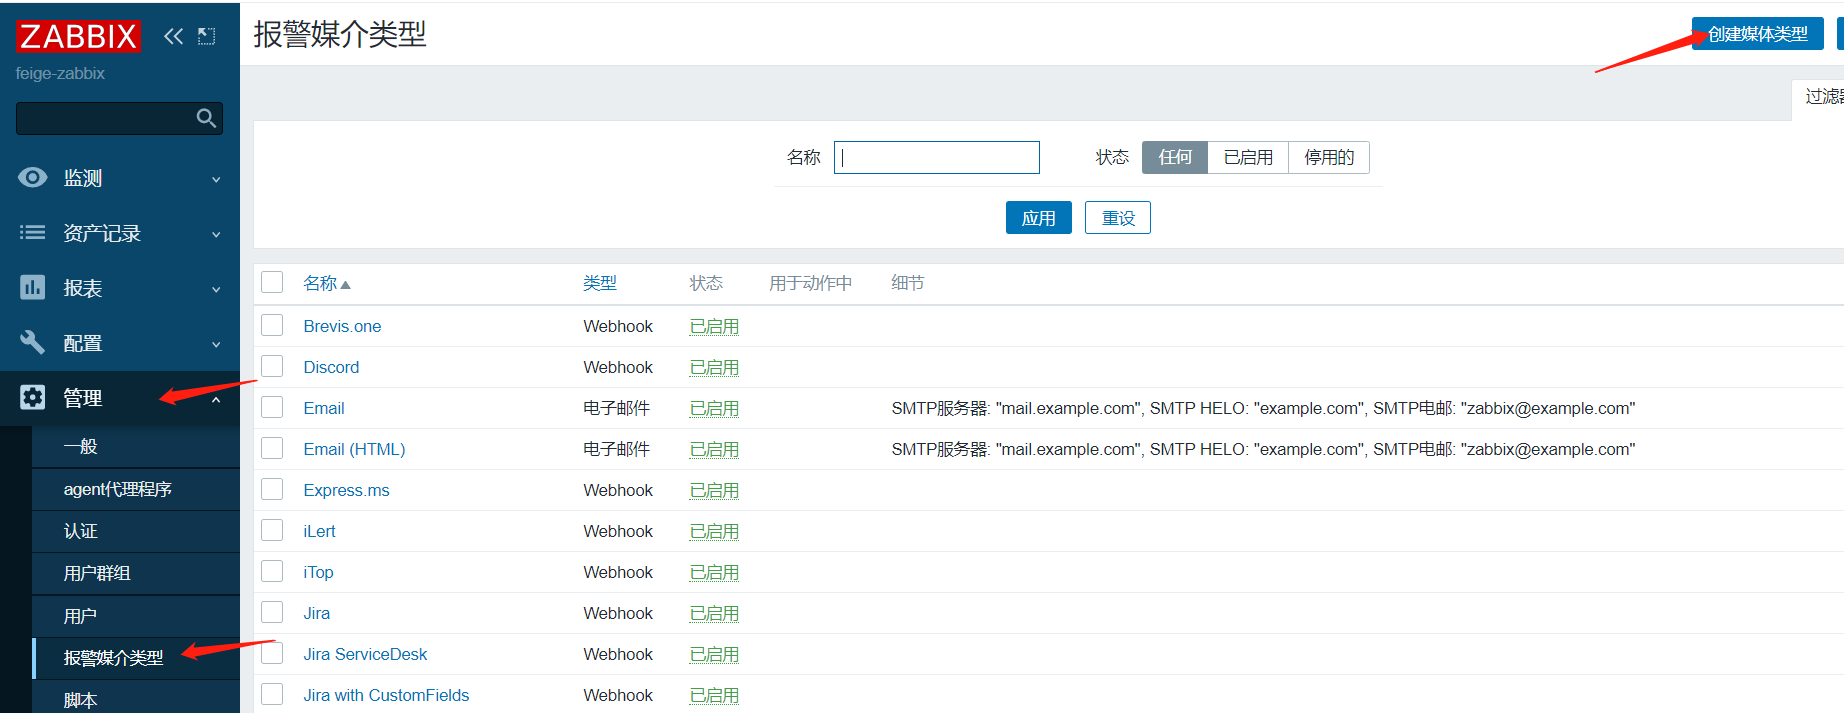 ZABBIX
feige-zabbix
监测
资产记录
报表
配置
管理
一般
agent代理程序
认证
用户群组
用户
报警媒介类型
脚本
报警媒介类型
创建媒体类型
过滤器
名称
状态 任何 已启用 停用的
应用 重设
名称 类型 状态 用于动作中 细节
Brevis.one Webhook 已启用
Discord Webhook 已启用
Email 电子邮件 已启用 SMTP服务器: "mail.example.com", SMTP HELO: "example.com", SMTP电邮: "zabbix@example.com"
Email (HTML) 电子邮件 已启用 SMTP服务器: "mail.example.com", SMTP HELO: "example.com", SMTP电邮: "zabbix@example.com"
Express.ms Webhook 已启用
iLert Webhook 已启用
iTop Webhook 已启用
Jira Webhook 已启用
Jira ServiceDesk Webhook 已启用
Jira with CustomFields Webhook 已启用